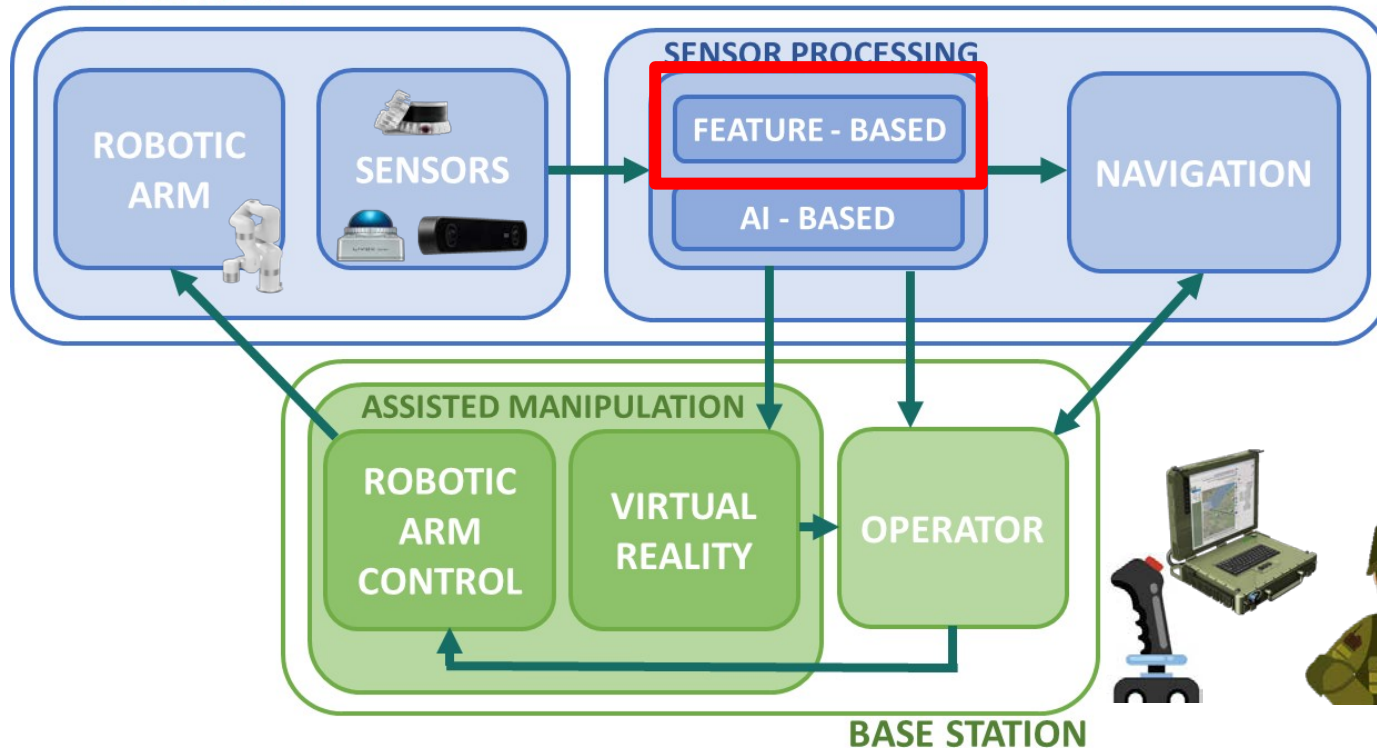 SENSOR PROCESSING
ROBOTIC
ARM
SENSORS
FEATURE - BASED
AI - BASED
NAVIGATION
ASSISTED MANIPULATION
ROBOTIC
ARM
CONTROL
VIRTUAL
REALITY
OPERATOR
BASE STATION